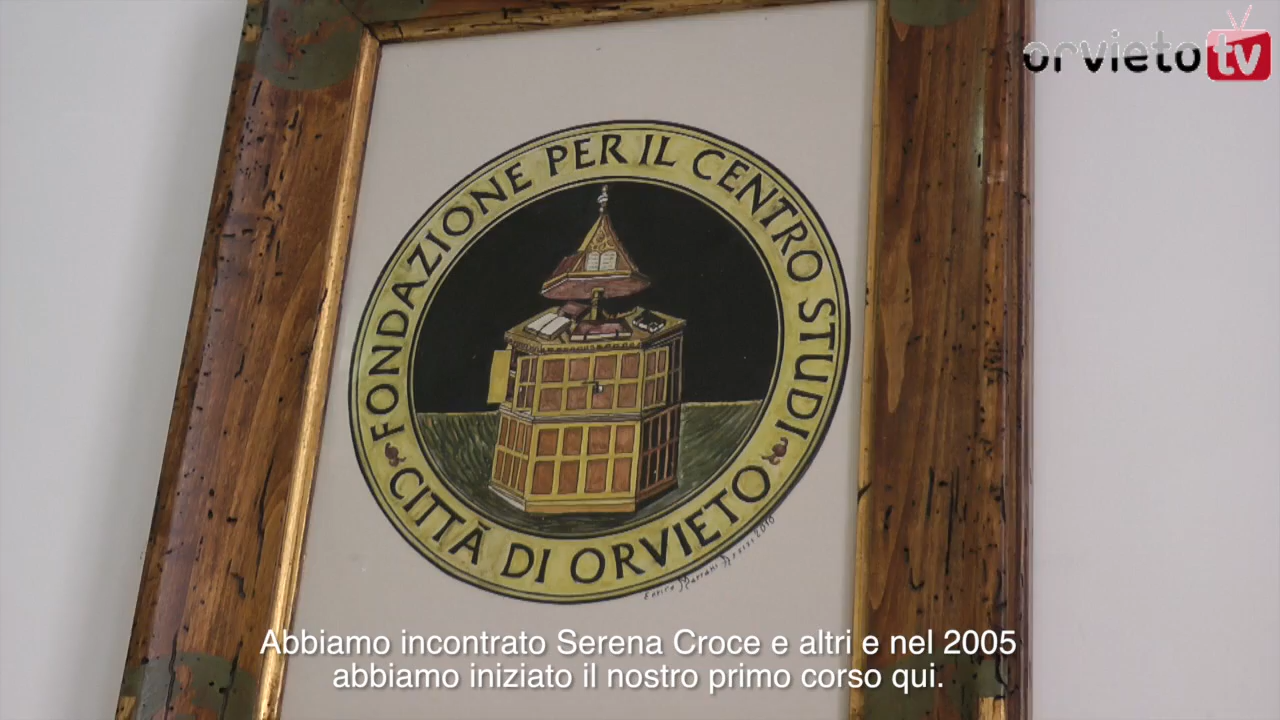 orvieto tv
FONDAZIONE PER IL CENTRO STUDI
CITTÀ DI ORVIETO
Abbiamo incontrato Serena Croce e altri e nel 2005
abbiamo iniziato il nostro primo corso qui.